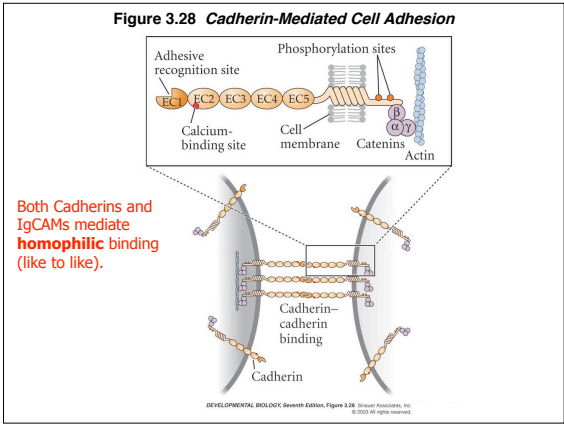 Figure 3.28 Cadherin-Mediated Cell Adhesion
Adhesive
recognition site
Phosphorylation sites
EC1 EC2 EC3 EC4 EC5
β
α γ
Calcium-
binding site
Cell
membrane
Catenins
Actin
Both Cadherins and
IgCAMs mediate
homophilic binding
(like to like).
Cadherin–
cadherin
binding
Cadherin
DEVELOPMENTAL BIOLOGY, Seventh Edition, Figure 3.28 Sinauer Associates, Inc.
© 2003 All rights reserved.